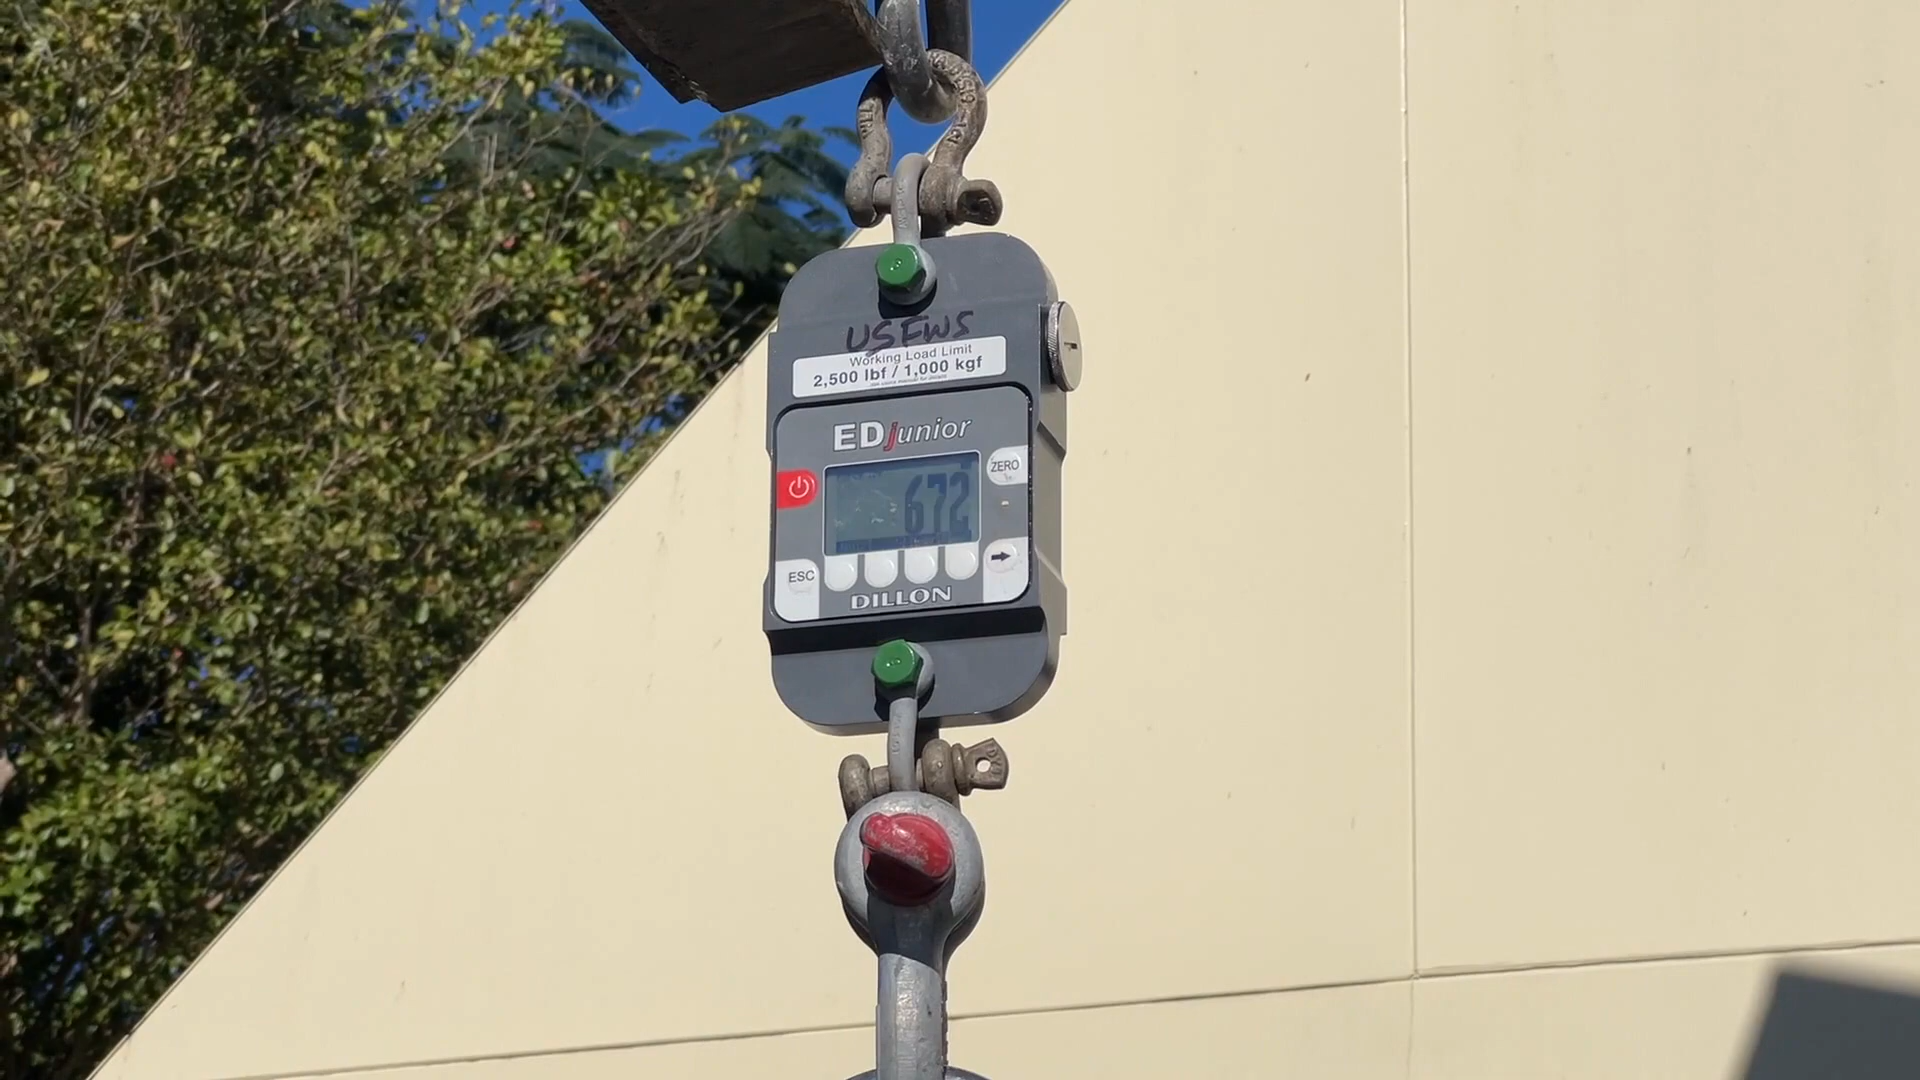 USFWS
Working Load Limit
2,500 lbf / 1,000 kgf
EDjunior
ZERO
672
ESC
DILLON